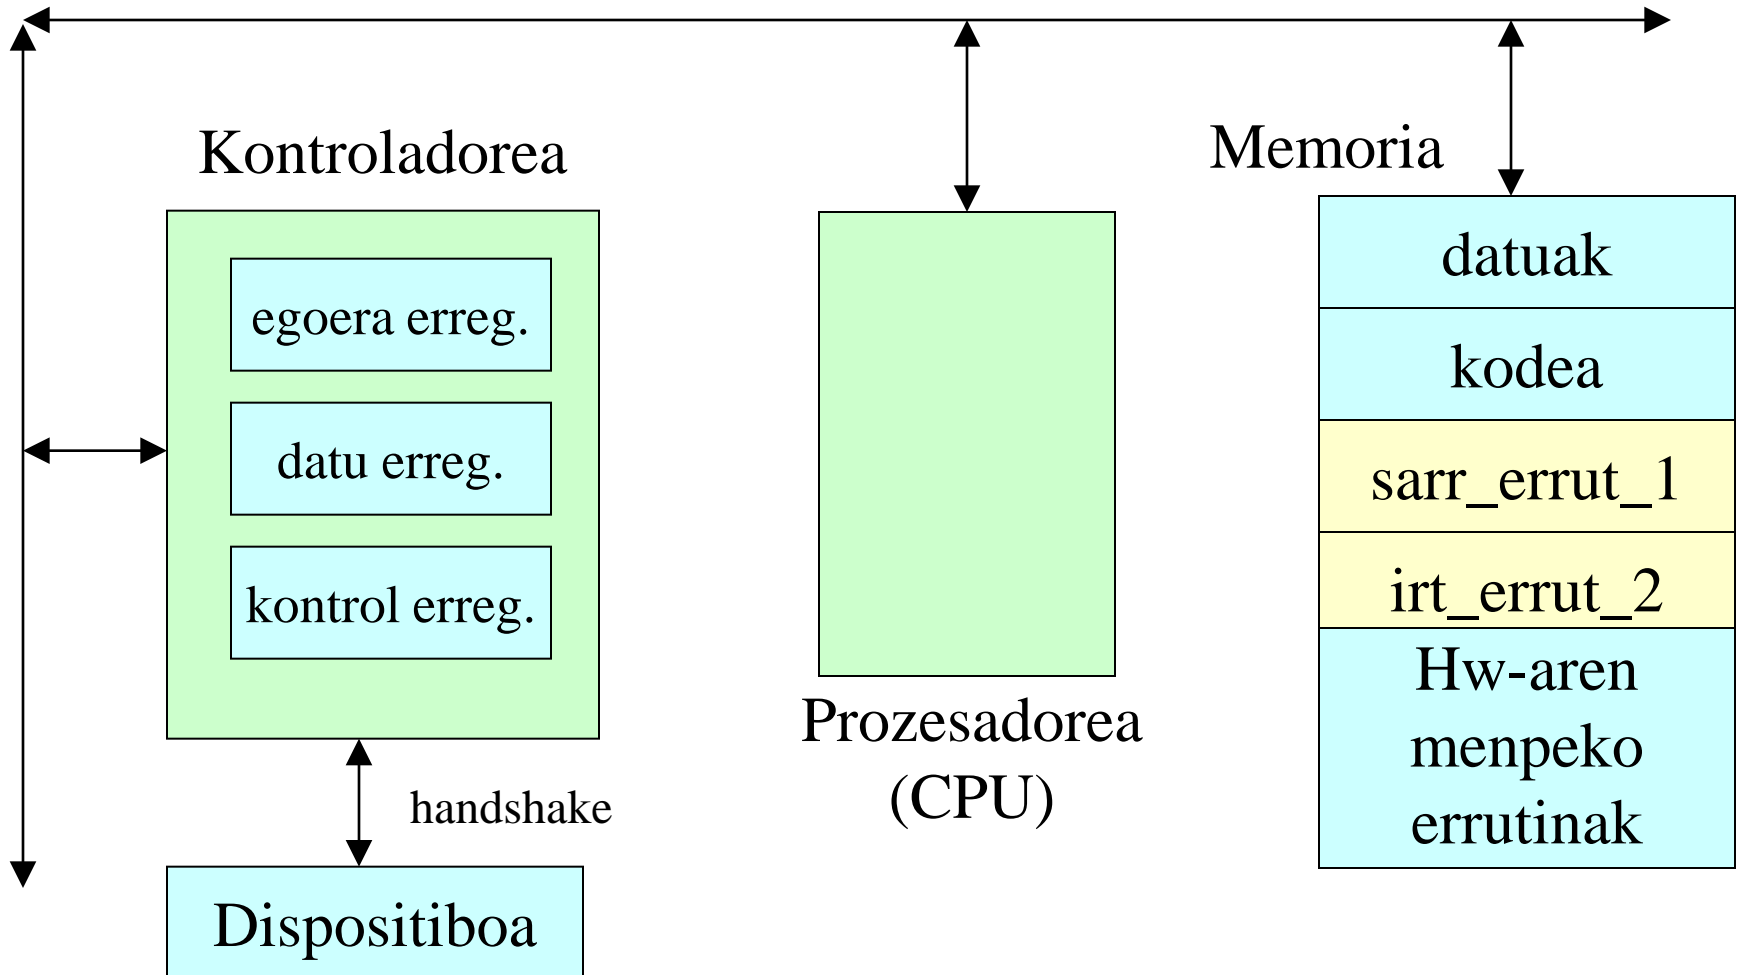 Kontroladorea
egoera erreg.
datu erreg.
kontrol erreg.
handshake
Dispositiboa
Prozesadorea
(CPU)
Memoria
datuak
kodea
sarr_errut_1
irt_errut_2
Hw-aren
menpeko
errutinak